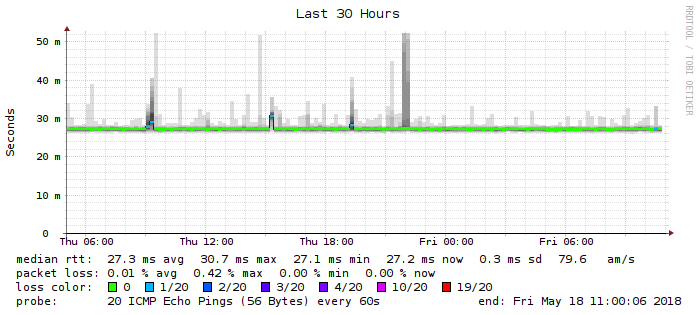 Last 30 Hours
RRDTOOL / TOBI OETIKER
Seconds
50 m
40 m
30 m
20 m
10 m
0
Thu 06:00 Thu 12:00 Thu 18:00 Fri 00:00 Fri 06:00
median rtt: 27.3 ms avg 30.7 ms max 27.1 ms min 27.2 ms now 0.3 ms sd 79.6 am/s
packet loss: 0.01 % avg 0.42 % max 0.00 % min 0.00 % now
loss color: 0 1/20 2/20 3/20 4/20 10/20 19/20
probe: 20 ICMP Echo Pings (56 Bytes) every 60s end: Fri May 18 11:00:06 2018